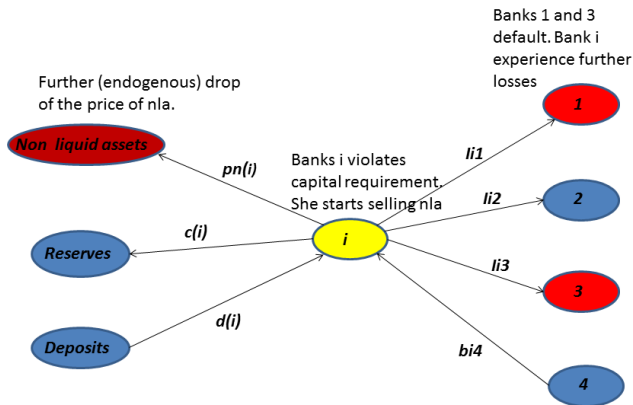 Banks 1 and 3
default. Bank i
experience further
losses
Further (endogenous) drop
of the price of nla.
1
Non liquid assets
pn(i)
li1
Banks i violates
capital requirement.
She starts selling nla
li2
2
c(i)
i
Reserves
li3
3
d(i)
Deposits
bi4
4